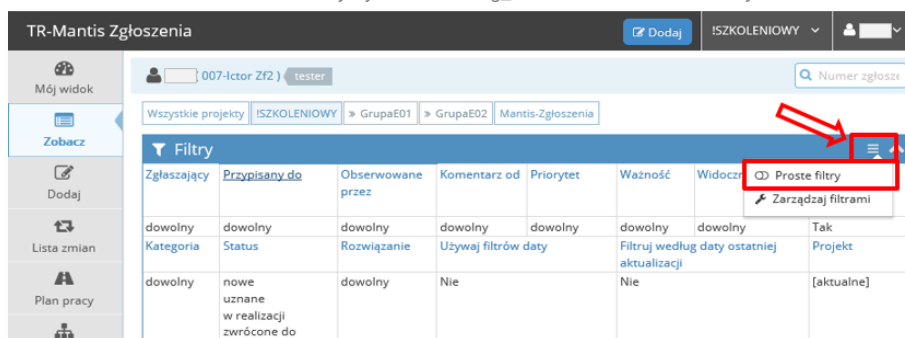 TR-Mantis Zgłoszenia
Dodaj
!SZKOLENIOWY
007-Ictor Zf2 )
tester
Numer zgłosze
Mój widok
Zobacz
Dodaj
Lista zmian
Plan pracy
Wszystkie projekty
!SZKOLENIOWY
» GrupaE01
» GrupaE02
Mantis-Zgłoszenia
Filtry
Proste filtry
Zarządzaj filtrami
Zgłaszający Przypisany do Obserwowane przez Komentarz od Priorytet Ważność
dowolny dowolny dowolny dowolny dowolny dowolny dowolny Tak
Kategoria Status Rozwiązanie Używaj filtrów daty Filtruj według daty ostatniej aktualizacji Projekt
dowolny nowe dowolny Nie Nie [aktualne]
uznane
w realizacji
zwrócone do